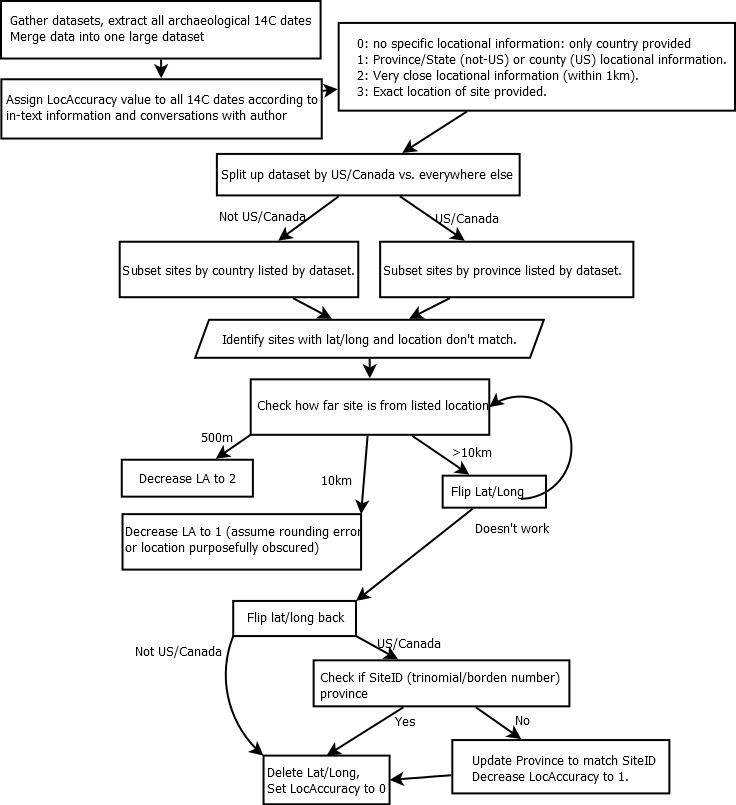 Gather datasets, extract all archaeological 14C dates
Merge data into one large dataset
0: no specific locational information: only country provided
1: Province/State (not-US) or county (US) locational information.
2: Very close locational information (within 1km).
3: Exact location of site provided.
Assign LocAccuracy value to all 14C dates according to
in-text information and conversations with author
Split up dataset by US/Canada vs. everywhere else
Not US/Canada
US/Canada
Subset sites by country listed by dataset.
Subset sites by province listed by dataset.
Identify sites with lat/long and location don't match.
Check how far site is from listed location
500m
10km
>10km
Decrease LA to 2
Flip Lat/Long
Decrease LA to 1 (assume rounding error
or location purposefully obscured)
Doesn't work
Flip lat/long back
Not US/Canada
US/Canada
Check if SiteID (trinomial/borden number)
province
Yes
No
Update Province to match SiteID
Decrease LocAccuracy to 1.
Delete Lat/Long,
Set LocAccuracy to 0